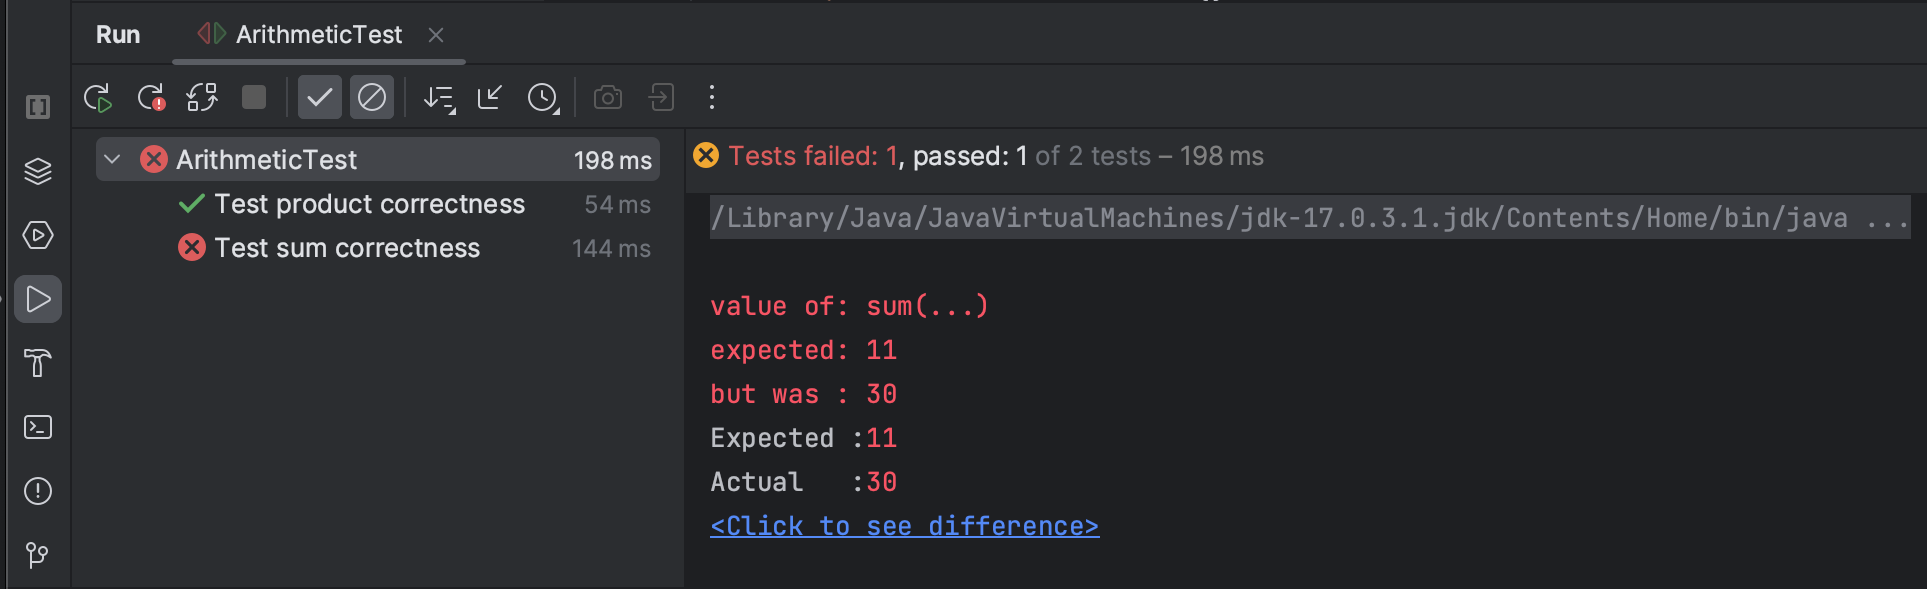 Run ArithmeticTest
ArithmeticTest 198 ms
Test product correctness 54 ms
Test sum correctness 144 ms
Tests failed: 1, passed: 1 of 2 tests – 198 ms
/Library/Java/JavaVirtualMachines/jdk-17.0.3.1.jdk/Contents/Home/bin/java ...
value of: sum(...)
expected: 11
but was : 30
Expected :11
Actual   :30
<Click to see difference>